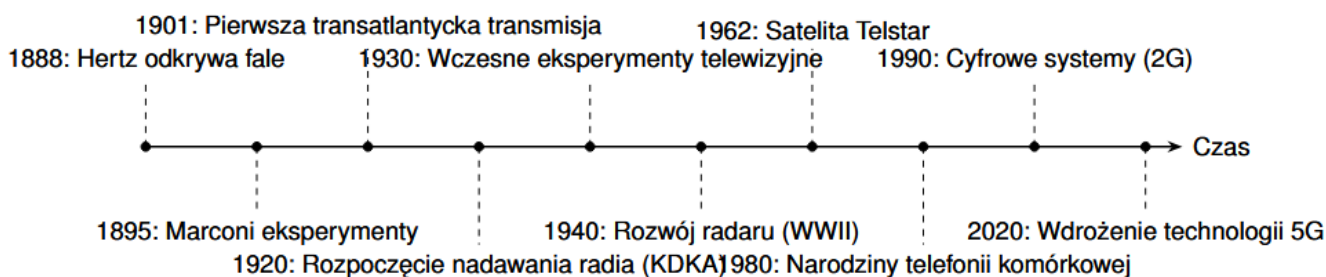 1901: Pierwsza transatlantycka transmisja
1962: Satelita Telstar
1888: Hertz odkrywa fale
1930: Wczesne eksperymenty telewizyjne
1990: Cyfrowe systemy (2G)
Czas
1895: Marconi eksperymenty
1940: Rozwój radaru (WWII)
2020: Wdrożenie technologii 5G
1920: Rozpoczęcie nadawania radia (KDKA)
1980: Narodziny telefonii komórkowej